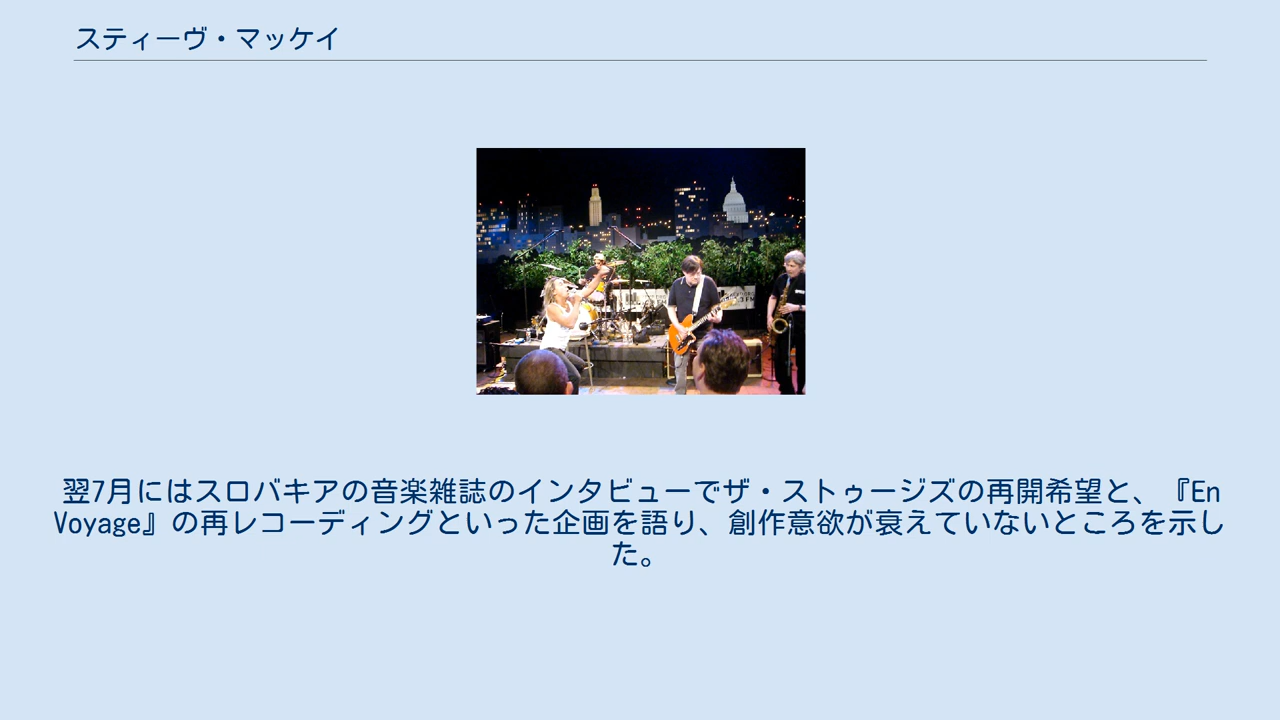 スティーヴ・マッケイ
翌7月にはスロバキアの音楽雑誌のインタビューでザ・ストゥージズの再開希望と、『En
Voyage』の再レコーディングといった企画を語り、創作意欲が衰えていないところを示し
た。